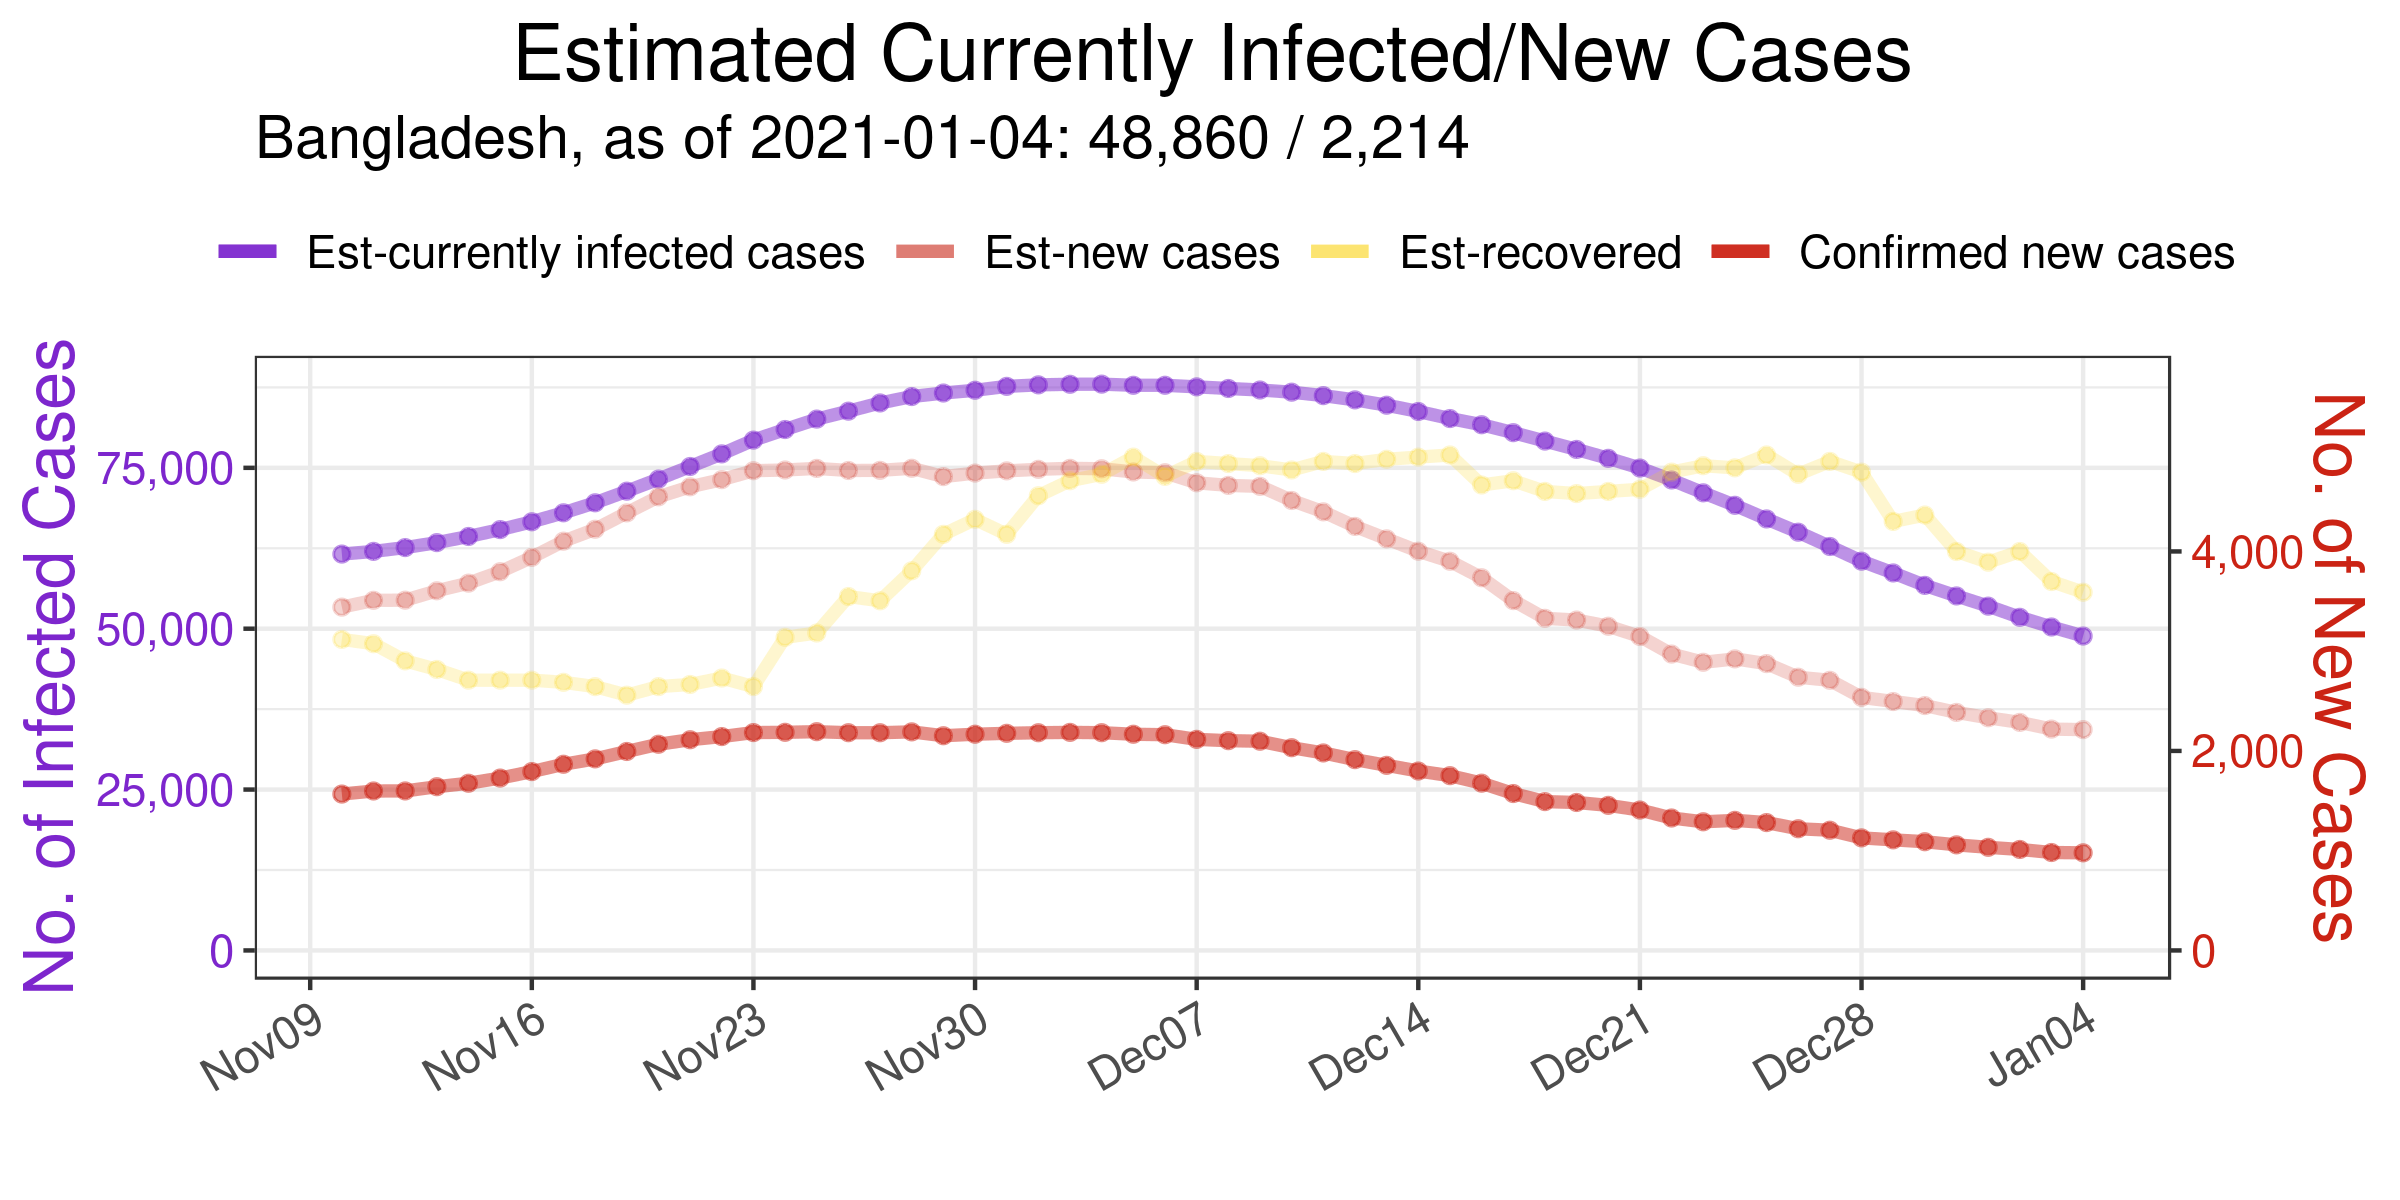 Estimated Currently Infected/New Cases
Bangladesh, as of 2021-01-04: 48,860 / 2,214
Est-currently infected cases Est-new cases Est-recovered Confirmed new cases
No. of Infected Cases
75,000
50,000
25,000
0
4,000
2,000
0
No. of New Cases
Nov09 Nov16 Nov23 Nov30 Dec07 Dec14 Dec21 Dec28 Jan04